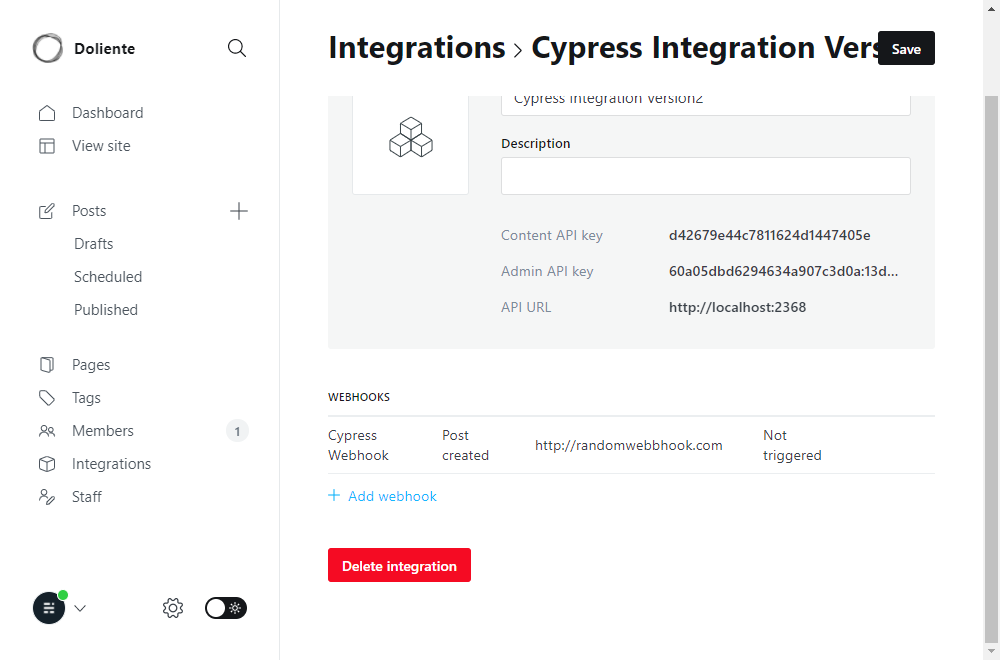 Doliente
Integrations > Cypress Integration Vers
Save
Dashboard
View site
Posts
Drafts
Scheduled
Published
Pages
Tags
Members
1
Integrations
Staff
Cypress Integration Version2
Description
Content API key
d42679e44c7811624d1447405e
Admin API key
60a05dbd6294634a907c3d0a:13d...
API URL
http://localhost:2368
WEBHOOKS
Cypress
Webhook
Post
created
http://randomwebbhook.com
Not
triggered
+ Add webhook
Delete integration